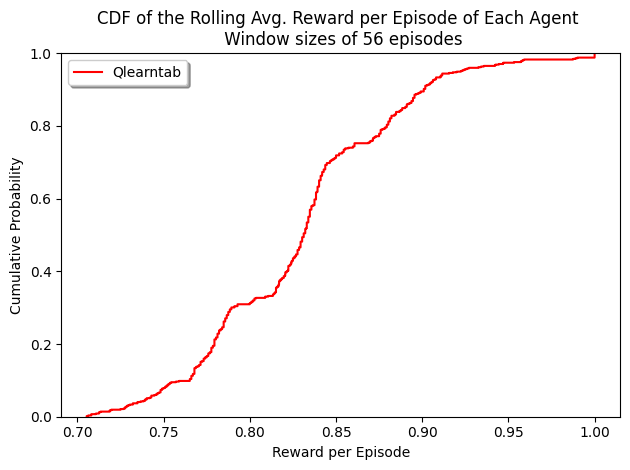 CDF of the Rolling Avg. Reward per Episode of Each Agent
Window sizes of 56 episodes
Qlearntab
1.0
0.8
0.6
0.4
0.2
0.0
Cumulative Probability
0.70
0.75
0.80
0.85
0.90
0.95
1.00
Reward per Episode